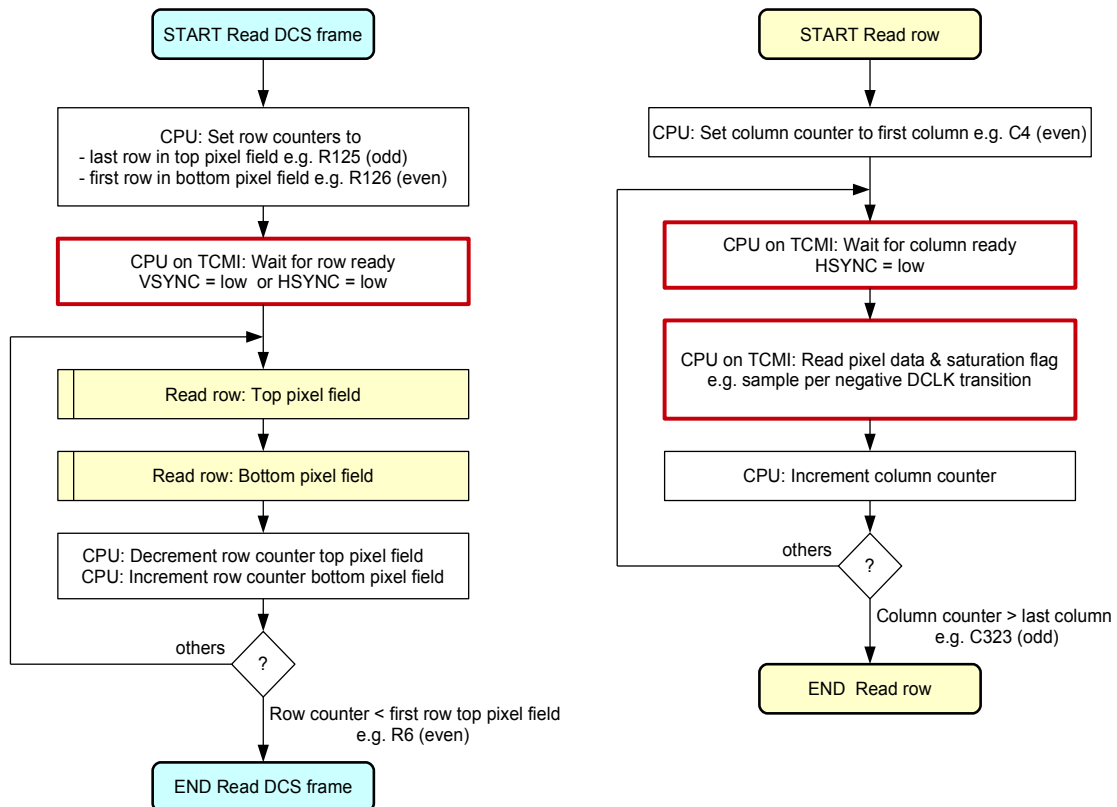 START Read DCS frame
CPU: Set row counters to
- last row in top pixel field e.g. R125 (odd)
- first row in bottom pixel field e.g. R126 (even)
CPU on TCMI: Wait for row ready
VSYNC = low or HSYNC = low
Read row: Top pixel field
Read row: Bottom pixel field
CPU: Decrement row counter top pixel field
CPU: Increment row counter bottom pixel field
others
?
Row counter < first row top pixel field
e.g. R6 (even)
END Read DCS frame
START Read row
CPU: Set column counter to first column e.g. C4 (even)
CPU on TCMI: Wait for column ready
HSYNC = low
CPU on TCMI: Read pixel data & saturation flag
e.g. sample per negative DCLK transition
CPU: Increment column counter
others
?
Column counter > last column
e.g. C323 (odd)
END Read row